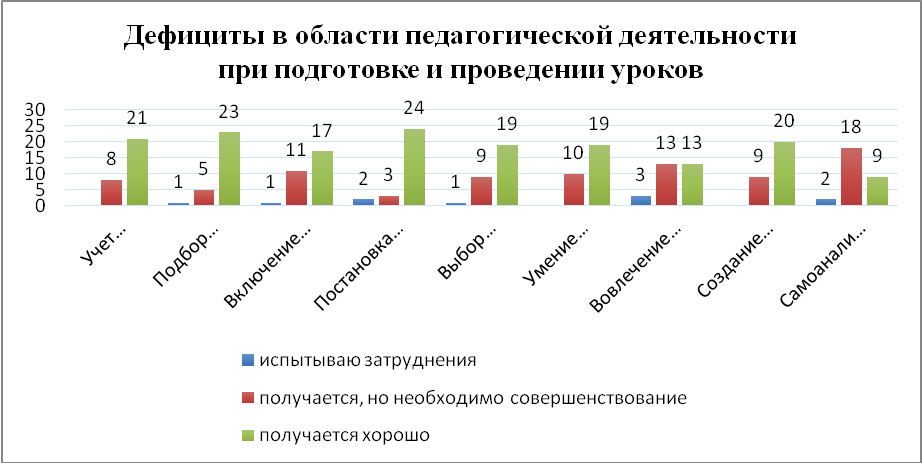 Дефициты в области педагогической деятельности
при подготовке и проведении уроков
30
25
20
15
10
5
0
8 21
1 5 23
1 11 17
2 3 24
1 9 19
10 19
3 13 13
9 20
2 18 9
Учет...
Подбор...
Включение...
Постановка...
Выбор...
Умение...
Вовлечение...
Создание...
Самоанали...
испытываю затруднения
получается, но необходимо совершенствование
получается хорошо